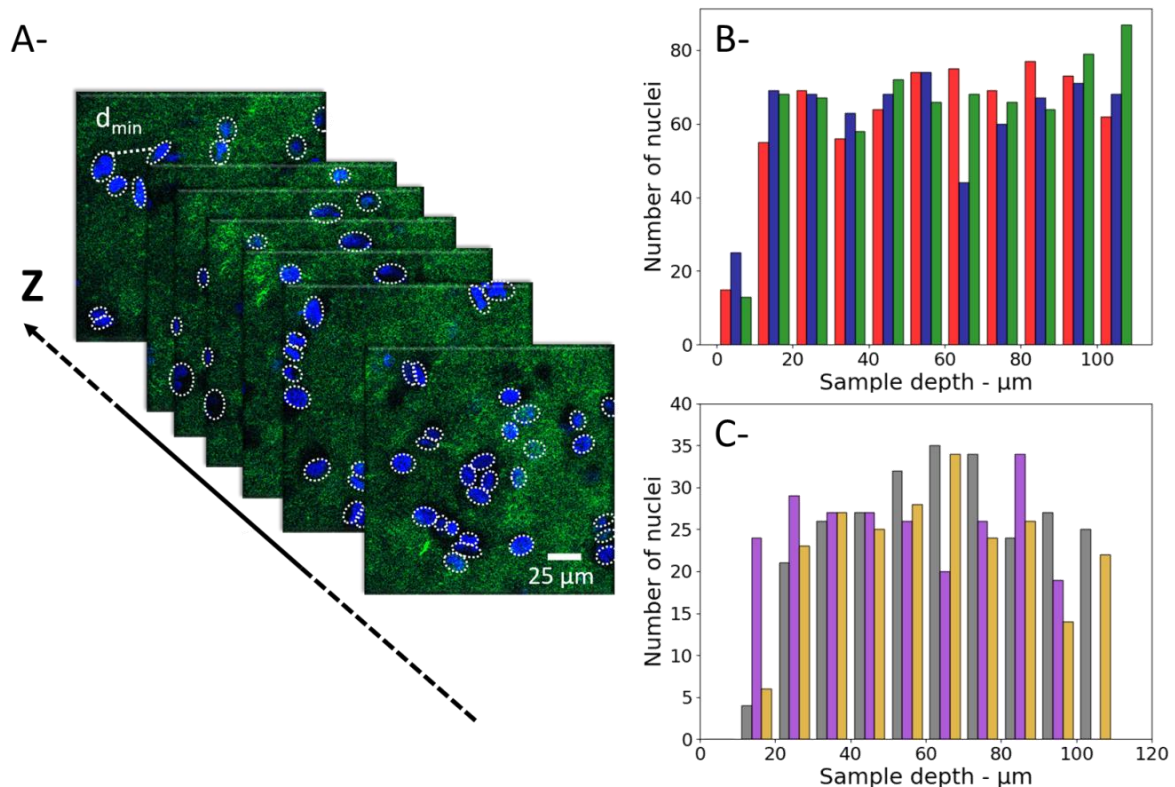 A-
d_min
Z
25 μm
B-
Number of nuclei
80
60
40
20
0
0 20 40 60 80 100
Sample depth - μm
C-
Number of nuclei
40
35
30
25
20
15
10
5
0
0 20 40 60 80 100 120
Sample depth - μm